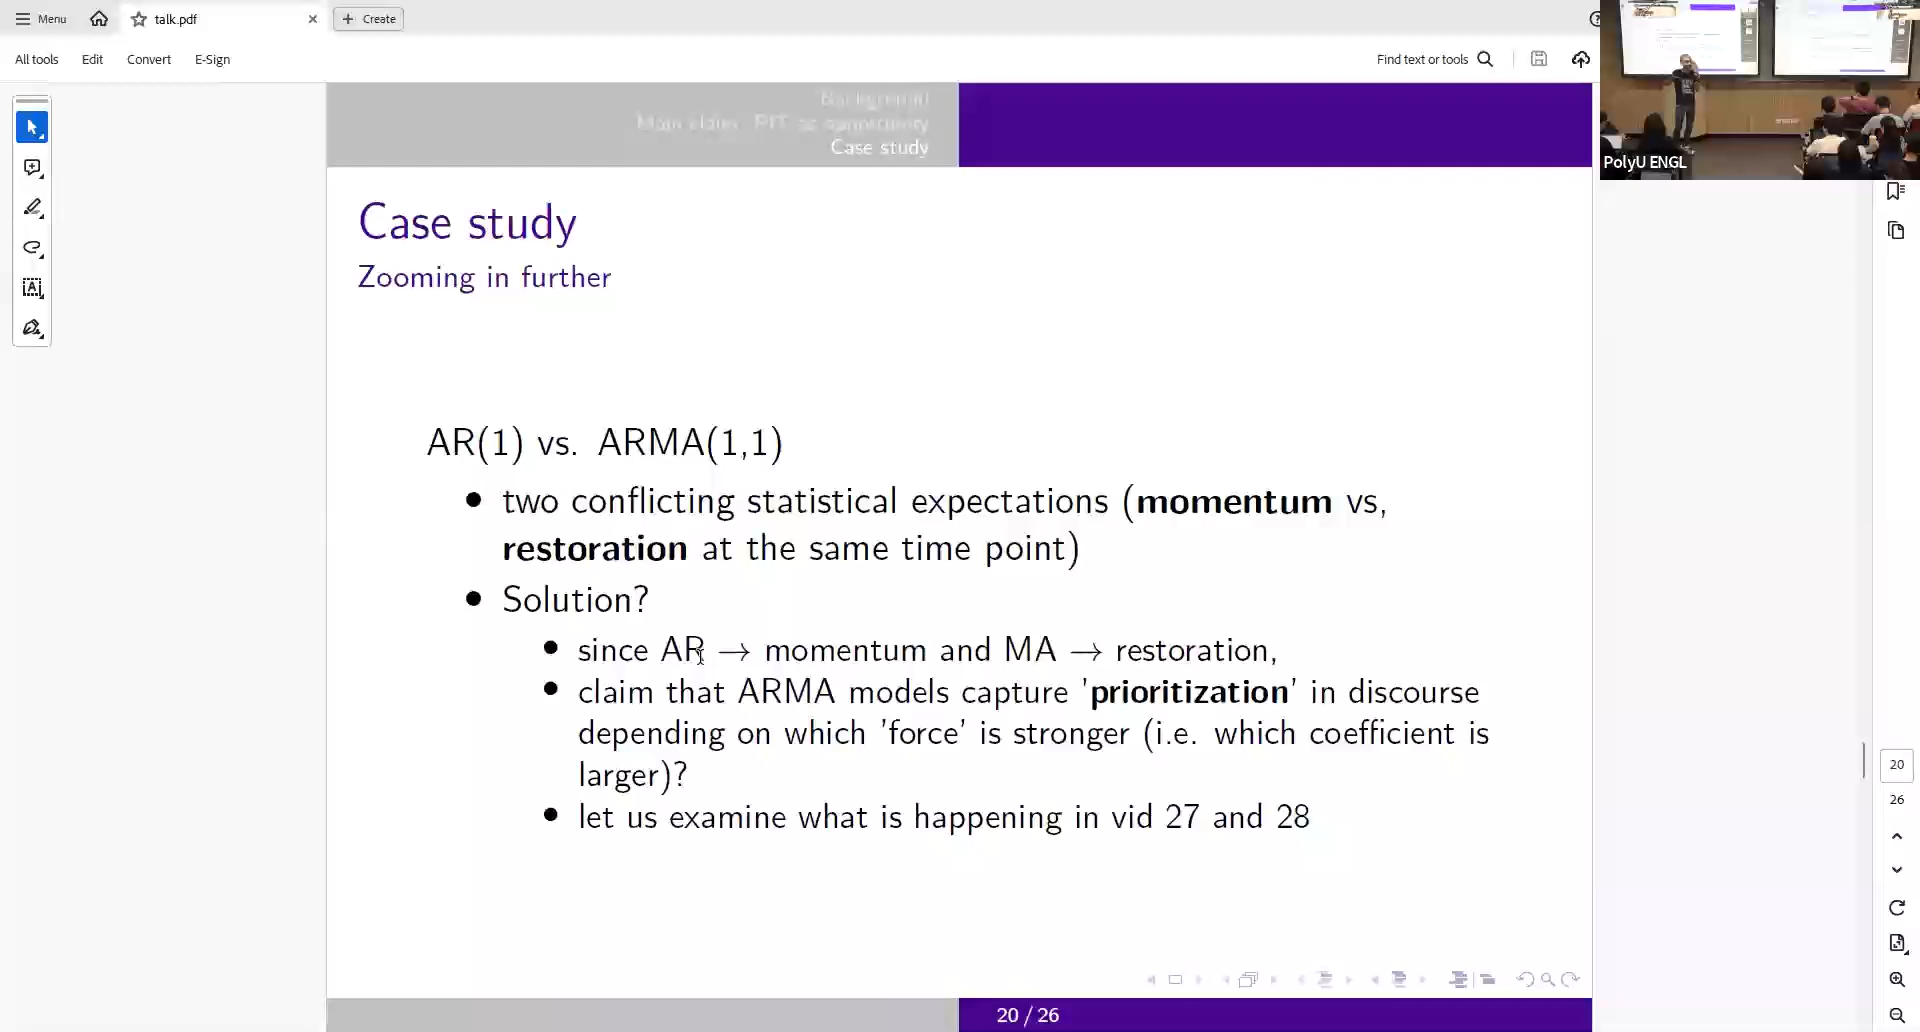 Menu
talk.pdf
Create
All tools
Edit
Convert
E-Sign
Find text or tools
PolyU ENGL
Background
Main claim: PIT as opportunity
Case study
Case study
Zooming in further
AR(1) vs. ARMA(1,1)
• two conflicting statistical expectations (momentum vs,
restoration at the same time point)
• Solution?
• since AR → momentum and MA → restoration,
• claim that ARMA models capture 'prioritization' in discourse
depending on which 'force' is stronger (i.e. which coefficient is
larger)?
• let us examine what is happening in vid 27 and 28
20
26
20 / 26